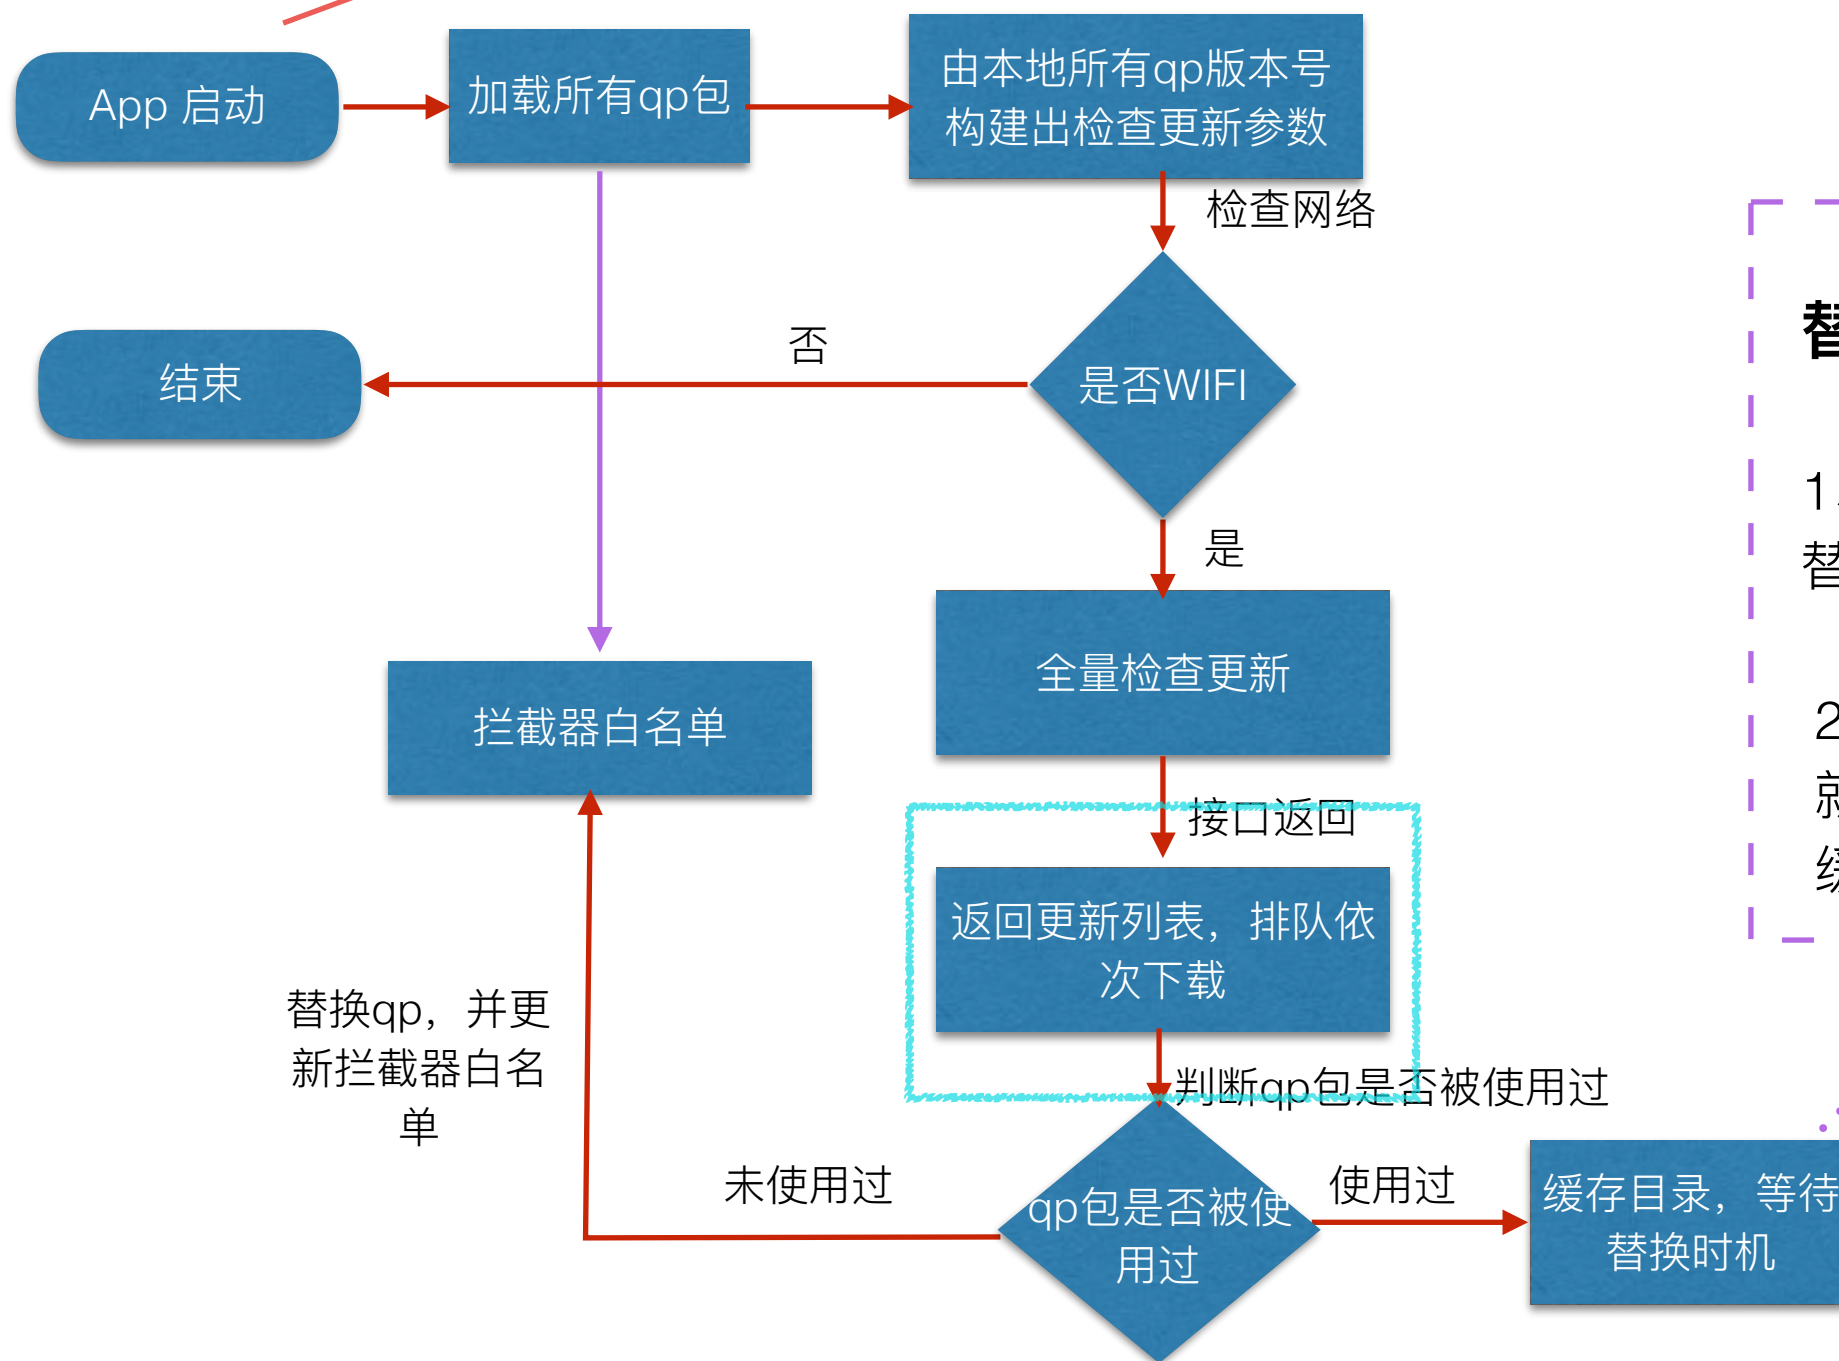 App 启动
加载所有qp包
由本地所有qp版本号
构建出检查更新参数
检查网络
否
结束
是否WIFI
是
全量检查更新
拦截器白名单
接口返回
返回更新列表，排队依
次下载
替换qp，并更
新拦截器白名
单
判断qp包是否被使用过
未使用过
qp包是否被使
用过
使用过
缓存目录，等待
替换时机
1
替
2